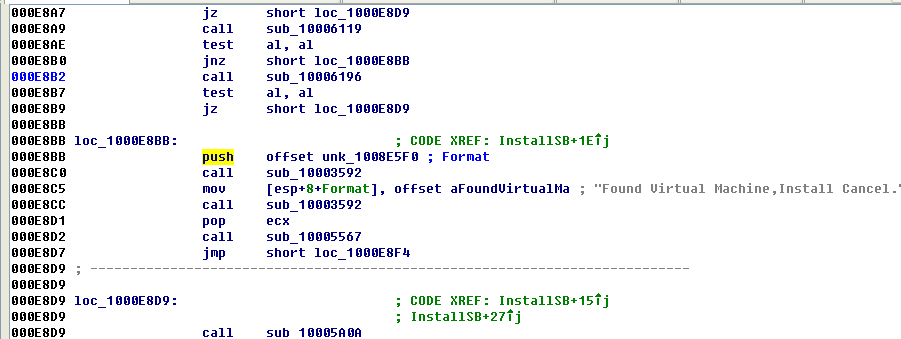 000E8A7 jz short loc_1000E8D9
000E8A9 call sub_10006119
000E8AE test al, al
000E8B0 jnz short loc_1000E8BB
000E8B2 call sub_10006196
000E8B7 test al, al
000E8B9 jz short loc_1000E8D9
000E8BB
000E8BB loc_1000E8BB: ; CODE XREF: InstallSB+1E↑j
000E8BB push offset unk_1008E5F0 ; Format
000E8C0 call sub_10003592
000E8C5 mov [esp+8+Format], offset aFoundVirtualMa ; "Found Virtual Machine,Install Cancel."
000E8CC call sub_10003592
000E8D1 pop ecx
000E8D2 call sub_10005567
000E8D7 jmp short loc_1000E8F4
000E8D9 ; ---------------------------------------------------------------------------
000E8D9
000E8D9 loc_1000E8D9: ; CODE XREF: InstallSB+15↑j
000E8D9 ; InstallSB+27↑j
000E8D9 call sub_10005A0A